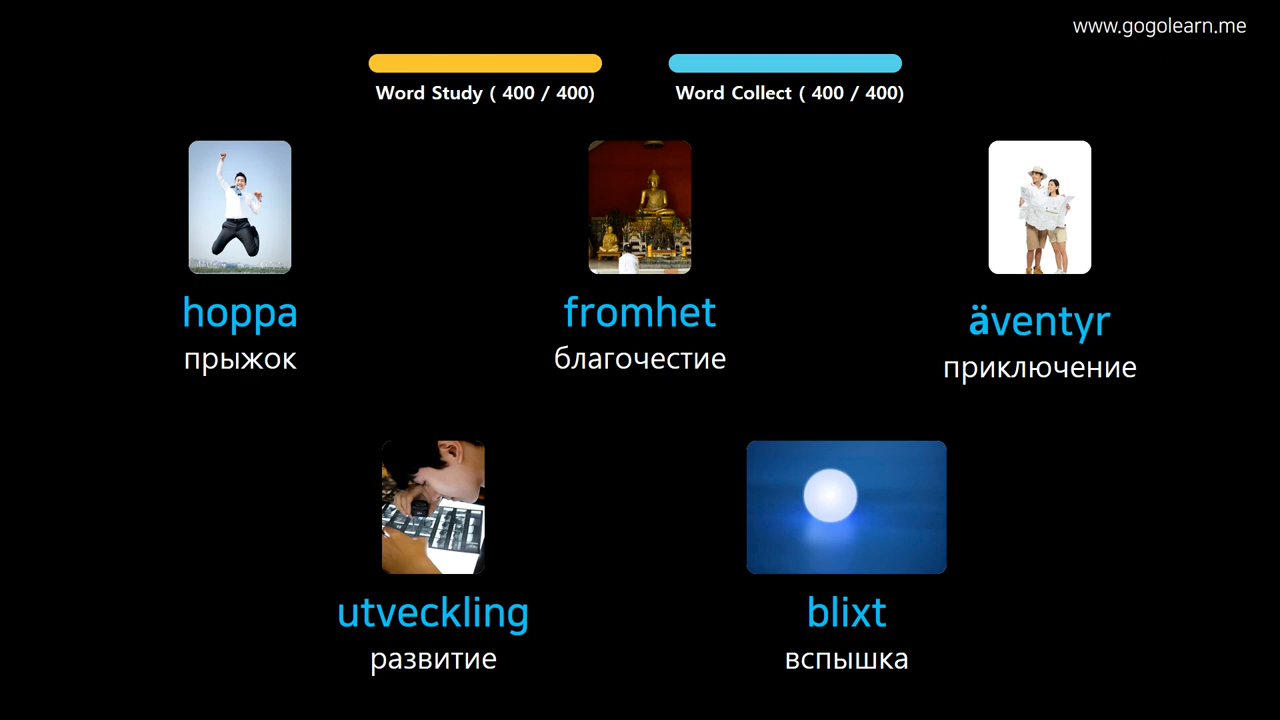 www.gogolearn.me
Word Study ( 400 / 400)
Word Collect ( 400 / 400)
hoppa
прыжок
fromhet
благочестие
äventyr
приключение
utveckling
развитие
blixt
вспышка